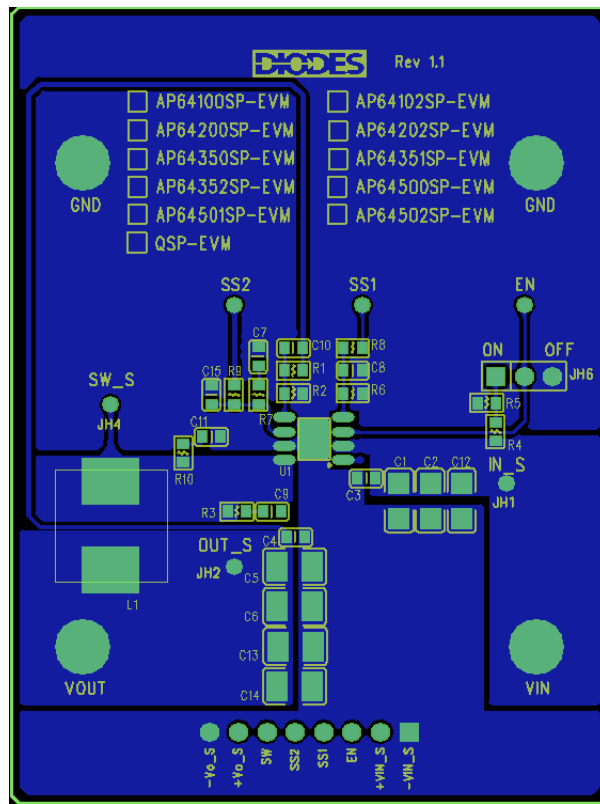 DIODES Rev 1.1
AP64100SP-EVM AP64102SP-EVM
AP64200SP-EVM AP64202SP-EVM
AP64350SP-EVM AP64351SP-EVM
AP64352SP-EVM AP64500SP-EVM
AP64501SP-EVM AP64502SP-EVM
QSP-EVM
GND GND
SS2 SS1 EN
C7 C10 R8
ON OFF
R1 C8
JH6
SW_S C15 R9 R2 R6
R5
JH4 C11 R7
R4
U1
R10 C3 C1 C2 C12 IN_S
JH1
R3 C9
OUT_S C4
JH2 C5
L1 C6
C13
VOUT C14 VIN
-Vo_S +Vo_S SW SS2 SS1 EN +VIN_S -VIN_S